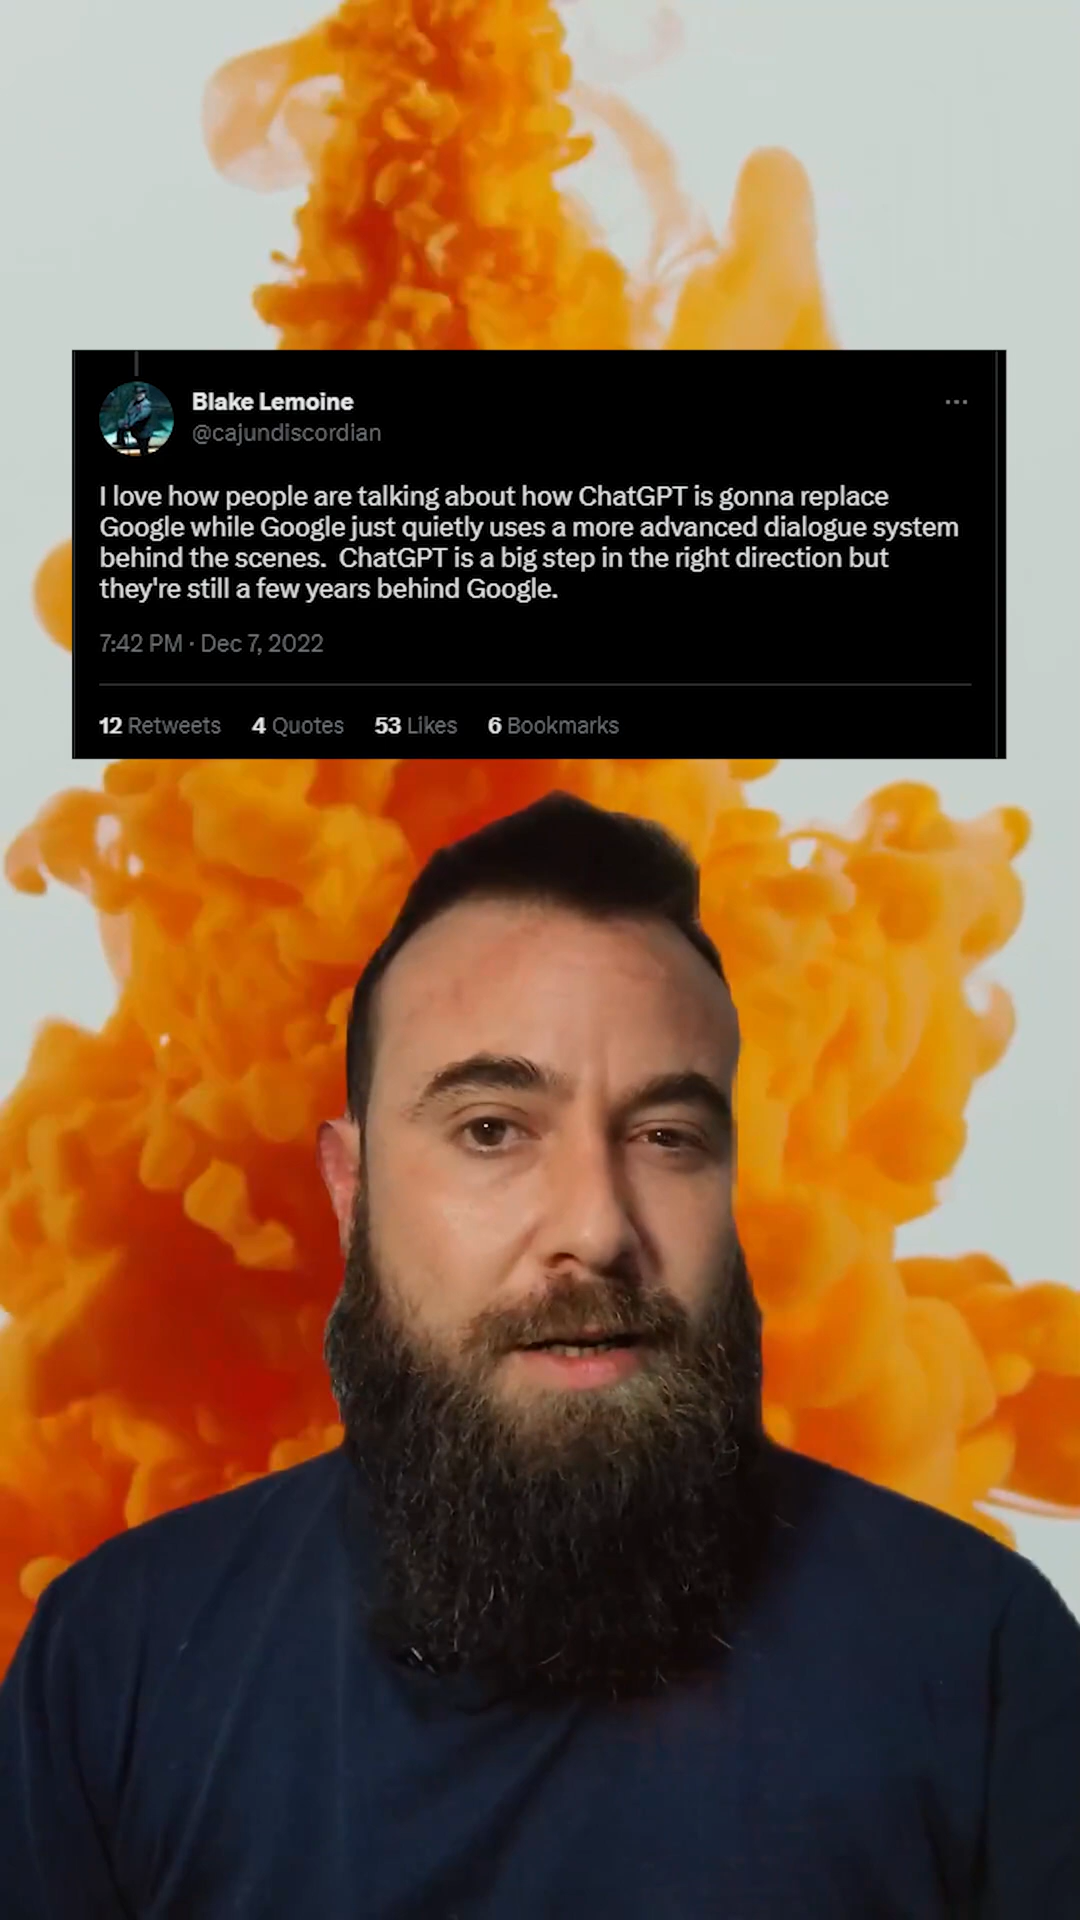 Blake Lemoine
@cajundiscordian
I love how people are talking about how ChatGPT is gonna replace
Google while Google just quietly uses a more advanced dialogue system
behind the scenes.  ChatGPT is a big step in the right direction but
they're still a few years behind Google.
7:42 PM · Dec 7, 2022
12 Retweets 4 Quotes 53 Likes 6 Bookmarks